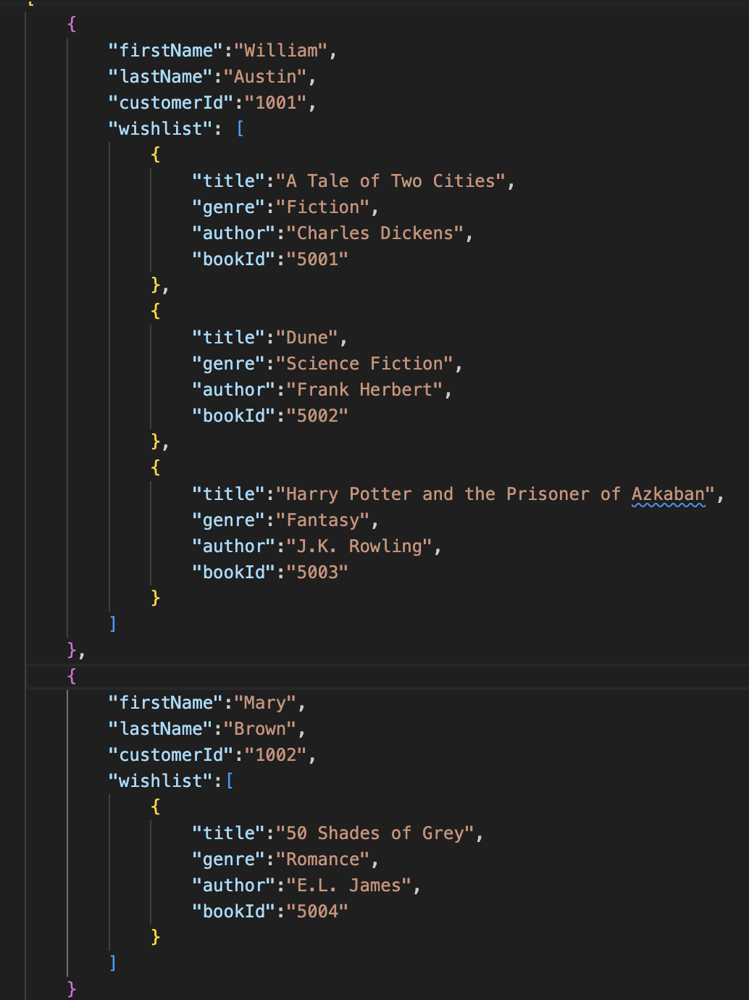 [
{
"firstName":"William",
"lastName":"Austin",
"customerId":"1001",
"wishlist": [
{
"title":"A Tale of Two Cities",
"genre":"Fiction",
"author":"Charles Dickens",
"bookId":"5001"
},
{
"title":"Dune",
"genre":"Science Fiction",
"author":"Frank Herbert",
"bookId":"5002"
},
{
"title":"Harry Potter and the Prisoner of Azkaban",
"genre":"Fantasy",
"author":"J.K. Rowling",
"bookId":"5003"
}
]
},
{
"firstName":"Mary",
"lastName":"Brown",
"customerId":"1002",
"wishlist":[
{
"title":"50 Shades of Grey",
"genre":"Romance",
"author":"E.L. James",
"bookId":"5004"
}
]
}